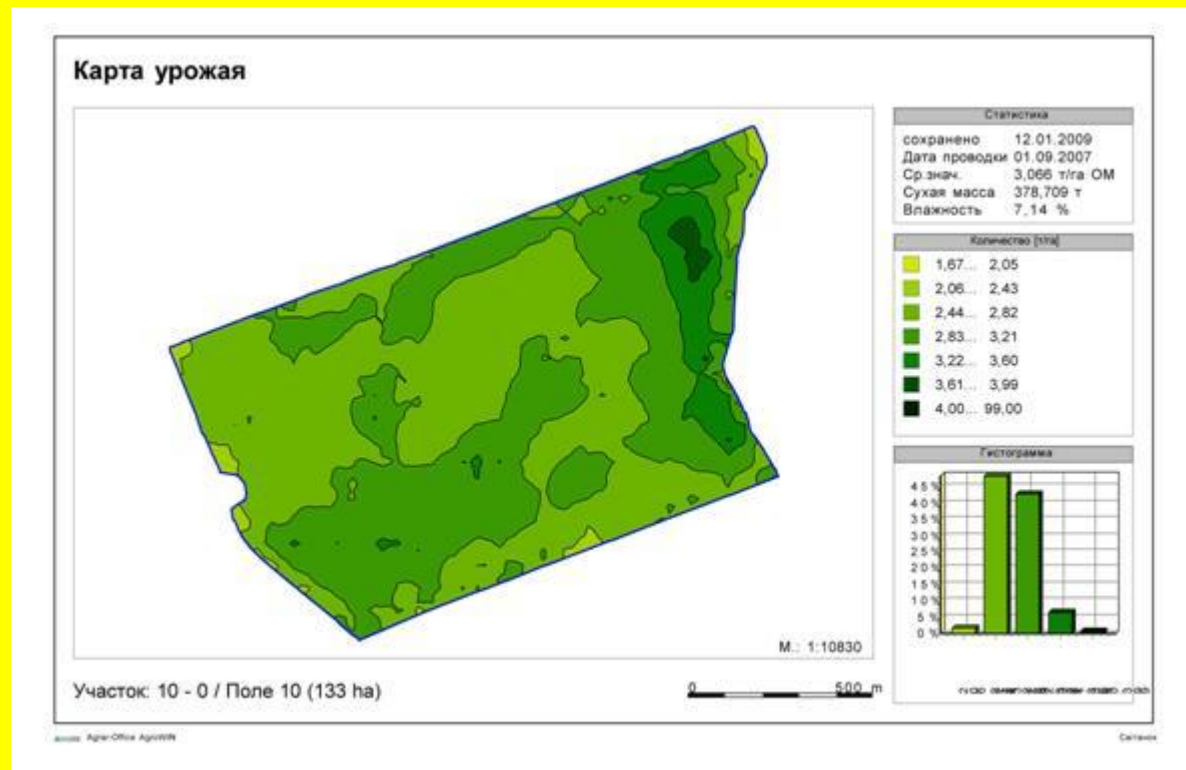 Карта урожая
М.: 1:10830
Участок: 10 - 0 / Поле 10 (133 ha)
0 500 m
Статистика
сохранено 12.01.2009
Дата проводки 01.09.2007
Ср.знач. 3,066 т/га ОМ
Сухая масса 378,709 т
Влажность 7,14 %
Количество [т/га]
1,67... 2,05
2,06... 2,43
2,44... 2,82
2,83... 3,21
3,22... 3,60
3,61... 3,99
4,00... 99,00
Гистограмма
45%
40%
35%
30%
25%
20%
15%
10%
5%
0%
Agrar-Office AgroWIN
Світанок